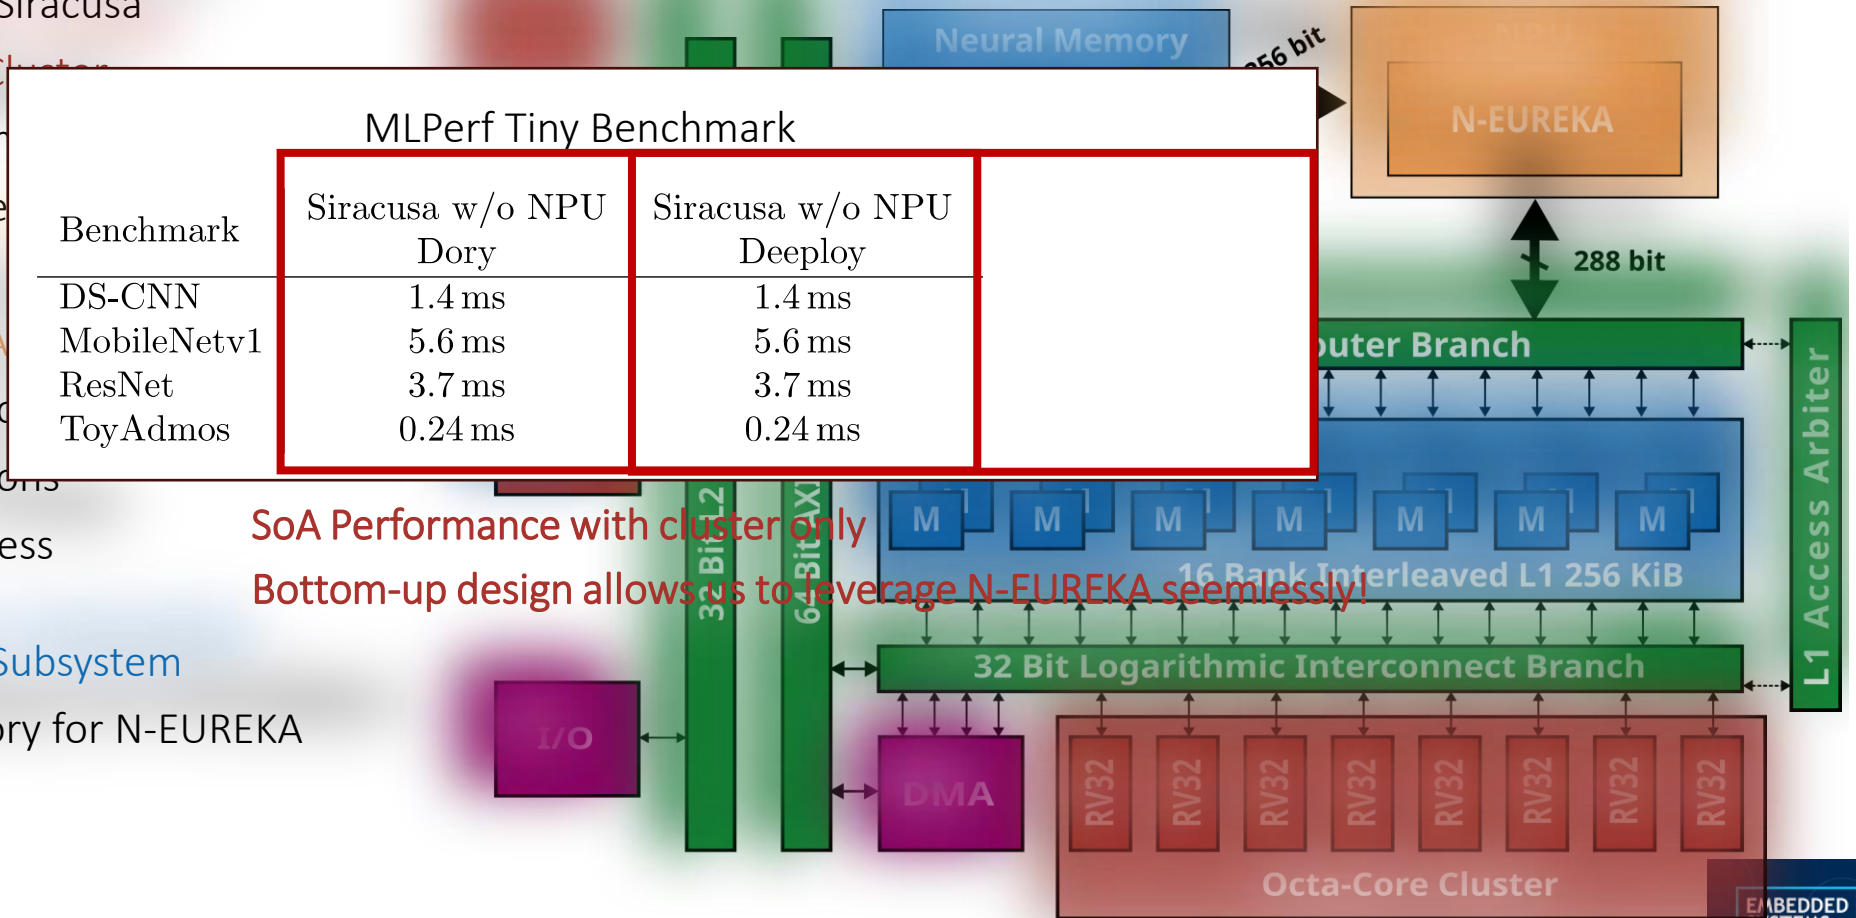 Siracusa
Cluster
MLPerf Tiny Benchmark
Benchmark
Siracusa w/o NPU
Dory
Siracusa w/o NPU
Deeploy
DS-CNN 1.4 ms 1.4 ms
MobileNetv1 5.6 ms 5.6 ms
ResNet 3.7 ms 3.7 ms
ToyAdmos 0.24 ms 0.24 ms
SoA Performance with cluster only
Bottom-up design allows us to leverage N-EUREKA seemlessly!
Subsystem
for N-EUREKA
Neural Memory
256 bit
NPU
N-EUREKA
288 bit
Branch
L1 Access Arbiter
M M M M M M M
16 Bank Interleaved L1 256 KiB
32 Bit L2
64 Bit AXI
32 Bit Logarithmic Interconnect Branch
I/O
DMA
RV32 RV32 RV32 RV32 RV32 RV32 RV32 RV32
Octa-Core Cluster
EMBEDDED